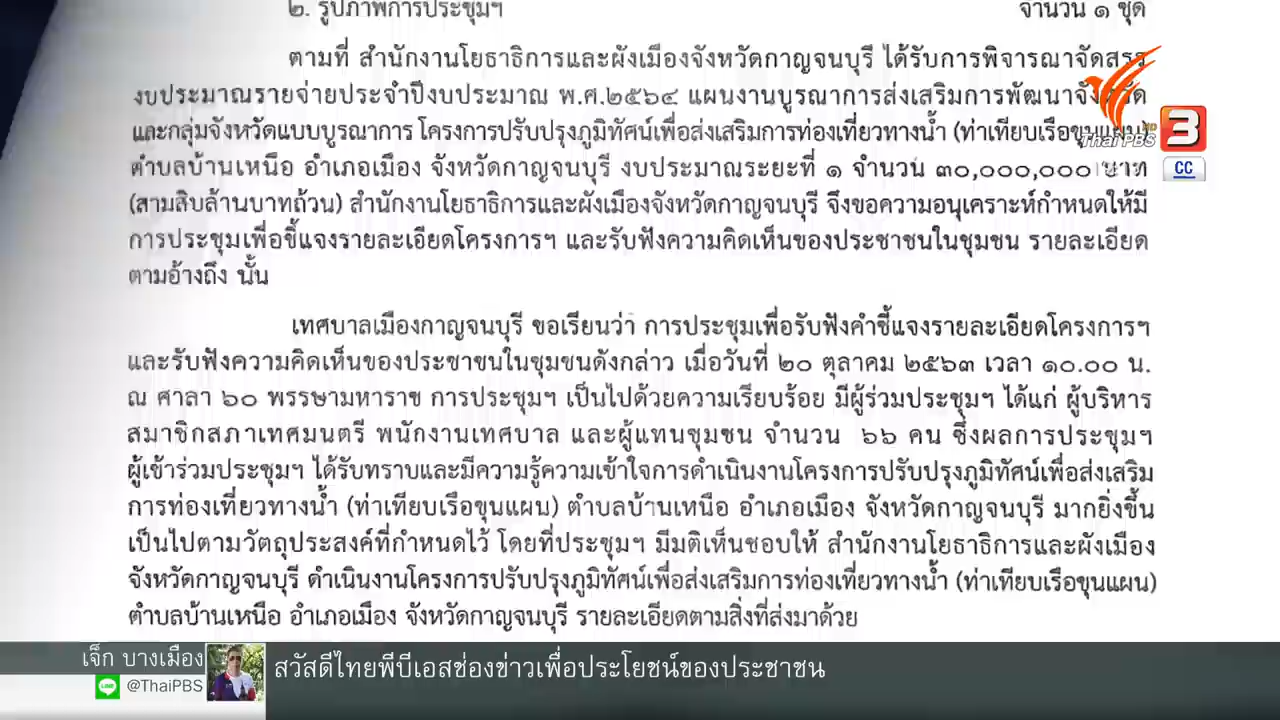 ๒. รูปภาพการประชุมฯ จำนวน ๑ ชุด
ตามที่ สำนักงานโยธาธิการและผังเมืองจังหวัดกาญจนบุรี ได้รับการพิจารณาจัดสรร
งบประมาณรายจ่ายประจำปีงบประมาณ พ.ศ.๒๕๖๔ แผนงานบูรณาการส่งเสริมการพัฒนาจังหวัด
และกลุ่มจังหวัดแบบบูรณาการ โครงการปรับปรุงภูมิทัศน์เพื่อส่งเสริมการท่องเที่ยวทางน้ำ (ท่าเทียบเรือขุนแผน)
ตำบลบ้านเหนือ อำเภอเมือง จังหวัดกาญจนบุรี งบประมาณระยะที่ ๑ จำนวน ๓๐,๐๐๐,๐๐๐ บาท
(สามสิบล้านบาทถ้วน) สำนักงานโยธาธิการและผังเมืองจังหวัดกาญจนบุรี จึงขอความอนุเคราะห์กำหนดให้มี
การประชุมเพื่อชี้แจงรายละเอียดโครงการฯ และรับฟังความคิดเห็นของประชาชนในชุมชน รายละเอียด
ตามอ้างถึง นั้น
เทศบาลเมืองกาญจนบุรี ขอเรียนว่า การประชุมเพื่อรับฟังคำชี้แจงรายละเอียดโครงการฯ
และรับฟังความคิดเห็นของประชาชนในชุมชนดังกล่าว เมื่อวันที่ ๒๐ ตุลาคม ๒๕๖๓ เวลา ๑๐.๐๐ น.
ณ ศาลา ๖๐ พรรษามหาราช การประชุมฯ เป็นไปด้วยความเรียบร้อย มีผู้ร่วมประชุมฯ ได้แก่ ผู้บริหาร
สมาชิกสภาเทศมนตรี พนักงานเทศบาล และผู้แทนชุมชน จำนวน ๖๖ คน ซึ่งผลการประชุมฯ
ผู้เข้าร่วมประชุมฯ ได้รับทราบและมีความรู้ความเข้าใจการดำเนินงานโครงการปรับปรุงภูมิทัศน์เพื่อส่งเสริม
การท่องเที่ยวทางน้ำ (ท่าเทียบเรือขุนแผน) ตำบลบ้านเหนือ อำเภอเมือง จังหวัดกาญจนบุรี มากยิ่งขึ้น
เป็นไปตามวัตถุประสงค์ที่กำหนดไว้ โดยที่ประชุมฯ มีมติเห็นชอบให้ สำนักงานโยธาธิการและผังเมือง
จังหวัดกาญจนบุรี ดำเนินงานโครงการปรับปรุงภูมิทัศน์เพื่อส่งเสริมการท่องเที่ยวทางน้ำ (ท่าเทียบเรือขุนแผน)
ตำบลบ้านเหนือ อำเภอเมือง จังหวัดกาญจนบุรี รายละเอียดตามสิ่งที่ส่งมาด้วย
Thai PBS HD 3
CC
เจ็ก บางเมือง
LINE @ThaiPBS
สวัสดีไทยพีบีเอสช่องข่าวเพื่อประโยชน์ของประชาชน